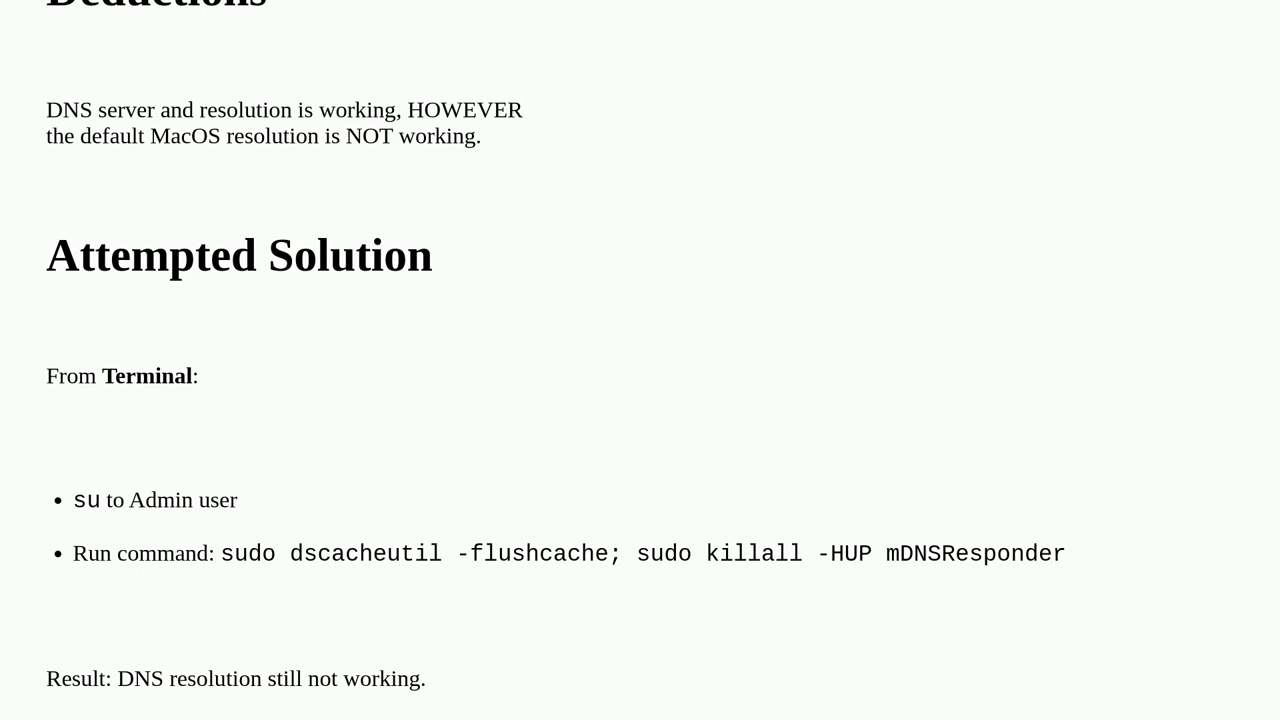 Deductions
DNS server and resolution is working, HOWEVER
the default MacOS resolution is NOT working.
Attempted Solution
From Terminal:
• su to Admin user
• Run command: sudo dscacheutil -flushcache; sudo killall -HUP mDNSResponder
Result: DNS resolution still not working.